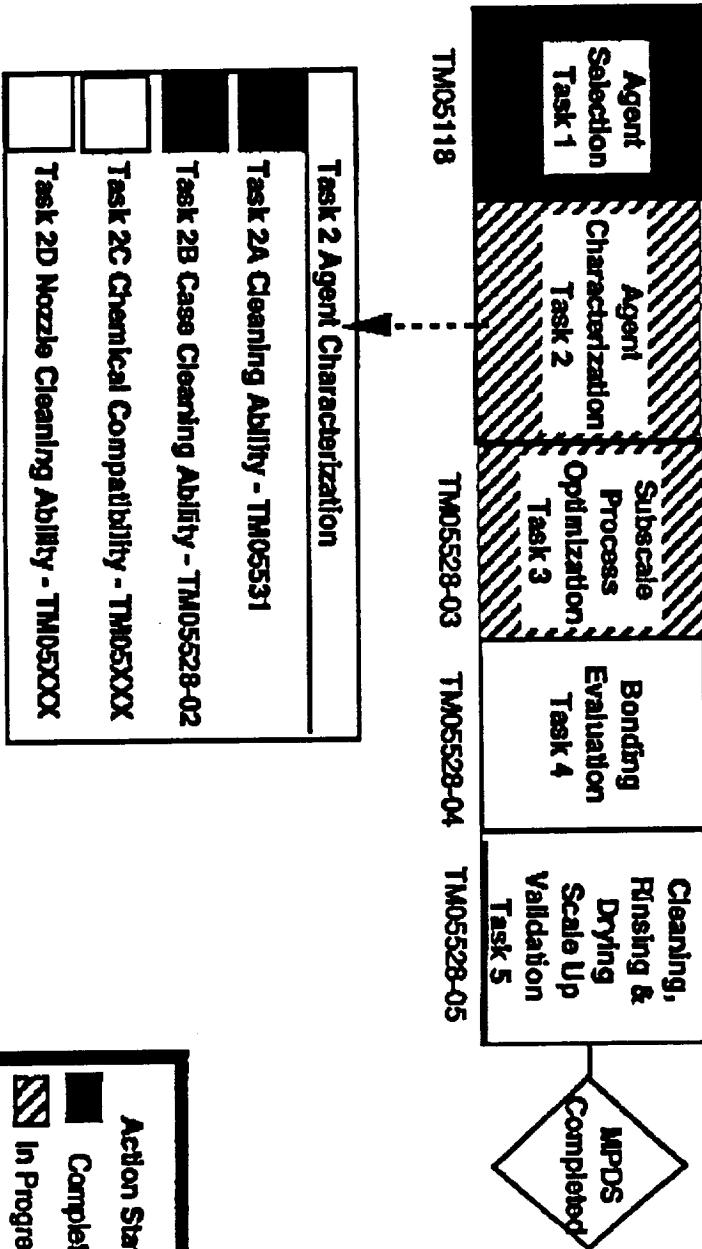 Agent
Selection
Task 1
Agent
Characterization
Task 2
Subscale
Process
Optimization
Task 3
Bonding
Evaluation
Task 4
Cleaning,
Rinsing &
Drying
Scale Up
Validation
Task 5
MPDS
Completed
TM05118
TM05528-03
TM05528-04
TM05528-05
Task 2 Agent Characterization
Task 2A Cleaning Ability - TM05531
Task 2B Case Cleaning Ability - TM05528-02
Task 2C Chemical Compatibility - TM05XXX
Task 2D Nozzle Cleaning Ability - TM05XXX
Action Sta
Complet
In Progra